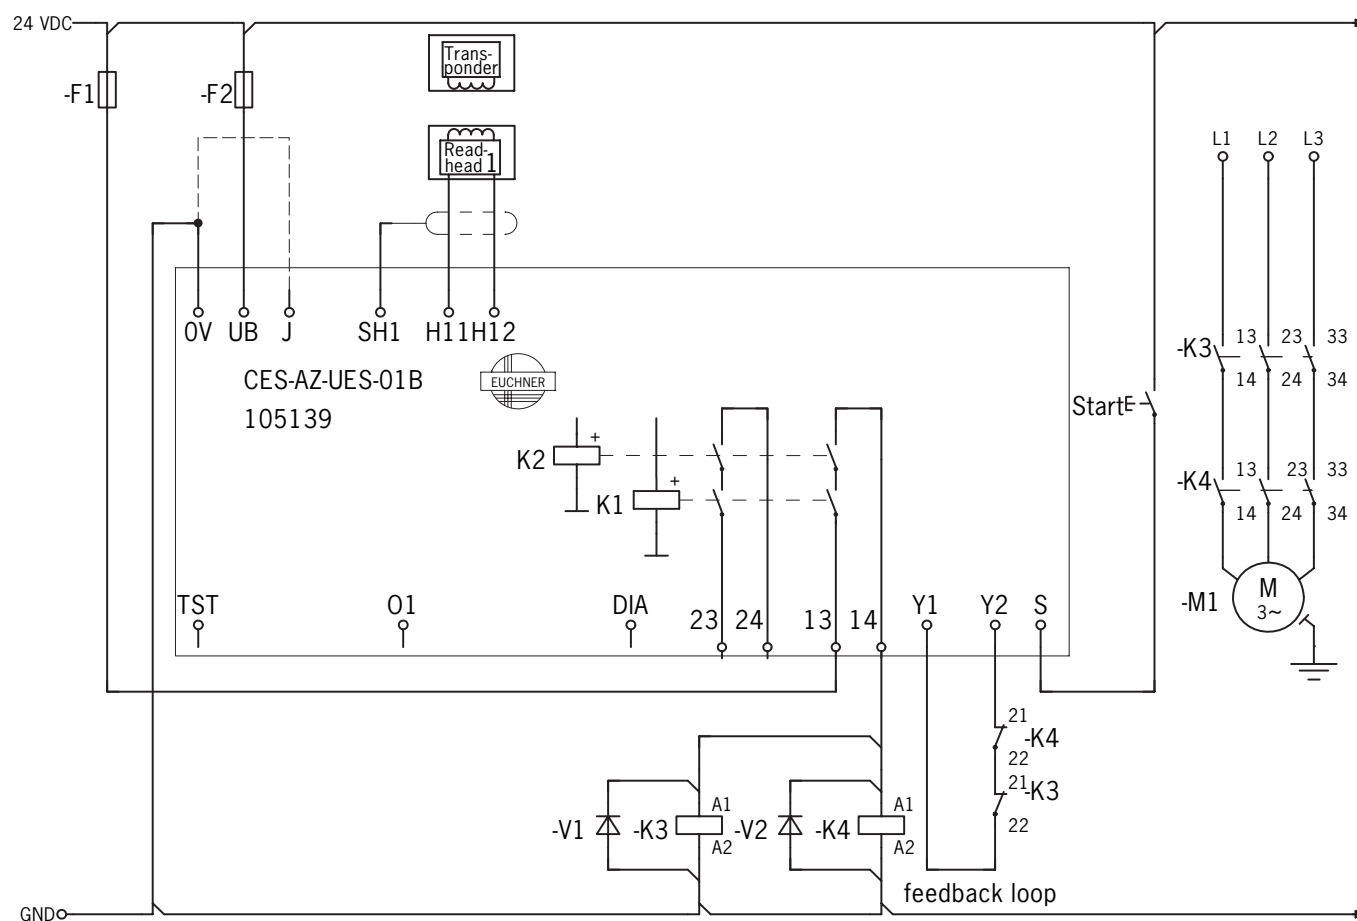 24 VDC
-F1
-F2
Trans-
ponder
Read-
head 1
L1 L2 L3
0V UB J SH1 H11 H12
CES-AZ-UES-01B
105139
EUCHNER
-K3 13 23 33
14 24 34
Start
K2 +
K1 +
-K4 13 23 33
14 24 34
TST O1 DIA 23 24 13 14 Y1 Y2 S
-M1 M
3~
21
-K4
22
21
-K3
22
-V1 -K3 A1
A2
-V2 -K4 A1
A2
feedback loop
GND